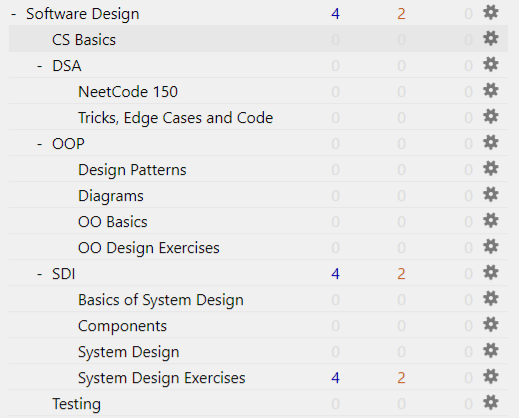 - Software Design 4 2 0
CS Basics 0 0 0
- DSA 0 0 0
NeetCode 150 0 0 0
Tricks, Edge Cases and Code 0 0 0
- OOP 0 0 0
Design Patterns 0 0 0
Diagrams 0 0 0
OO Basics 0 0 0
OO Design Exercises 0 0 0
- SDI 4 2 0
Basics of System Design 0 0 0
Components 0 0 0
System Design 0 0 0
System Design Exercises 4 2 0
Testing 0 0 0